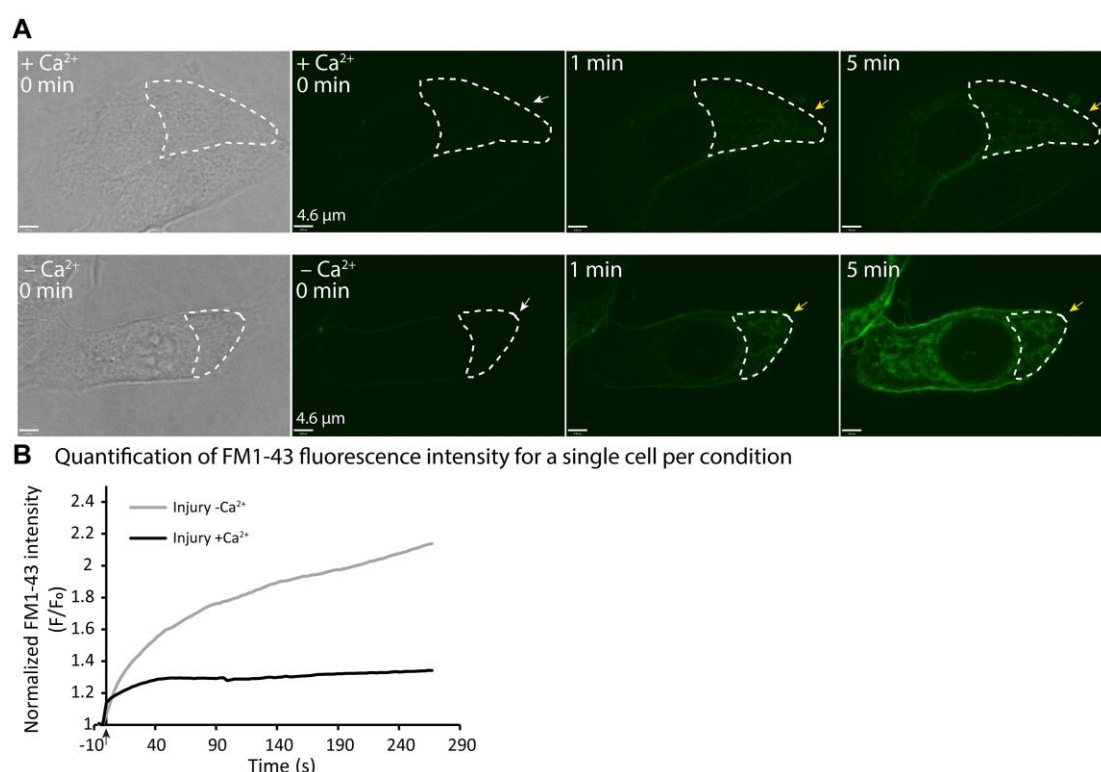 A
+ Ca²⁺
0 min
+ Ca²⁺
0 min
4.6 µm
1 min
5 min
– Ca²⁺
0 min
– Ca²⁺
0 min
4.6 µm
1 min
5 min
B Quantification of FM1-43 fluorescence intensity for a single cell per condition
Normalized FM1-43 intensity
(F/F₀)
2.4
2.2
2
1.8
1.6
1.4
1.2
1
Injury -Ca²⁺
Injury +Ca²⁺
-10 40 90 140 190 240 290
Time (s)